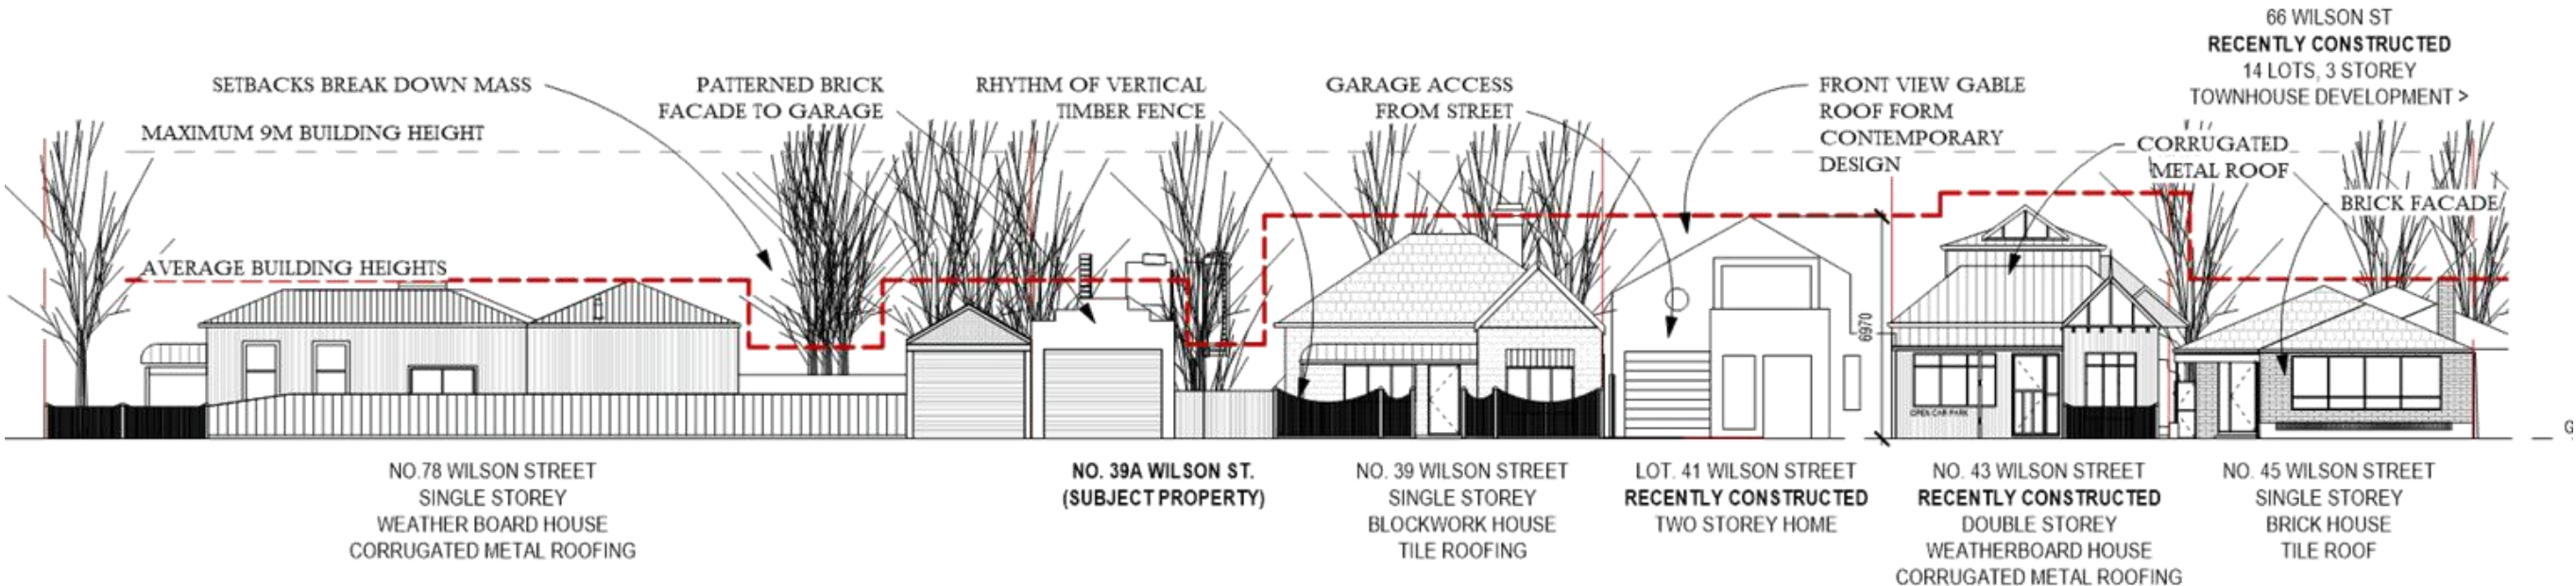 66 WILSON ST
RECENTLY CONSTRUCTED
14 LOTS, 3 STOREY
TOWNHOUSE DEVELOPMENT >
SETBACKS BREAK DOWN MASS
MAXIMUM 9M BUILDING HEIGHT
PATTERNED BRICK
FACADE TO GARAGE
RHYTHM OF VERTICAL
TIMBER FENCE
GARAGE ACCESS
FROM STREET
FRONT VIEW GABLE
ROOF FORM
CONTEMPORARY
DESIGN
CORRUGATED
METAL ROOF
BRICK FACADE
AVERAGE BUILDING HEIGHTS
6970
OPEN CAR PARK
G
NO.78 WILSON STREET
SINGLE STOREY
WEATHER BOARD HOUSE
CORRUGATED METAL ROOFING
NO. 39A WILSON ST.
(SUBJECT PROPERTY)
NO. 39 WILSON STREET
SINGLE STOREY
BLOCKWORK HOUSE
TILE ROOFING
LOT. 41 WILSON STREET
RECENTLY CONSTRUCTED
TWO STOREY HOME
NO. 43 WILSON STREET
RECENTLY CONSTRUCTED
DOUBLE STOREY
WEATHERBOARD HOUSE
CORRUGATED METAL ROOFING
NO. 45 WILSON STREET
SINGLE STOREY
BRICK HOUSE
TILE ROOF